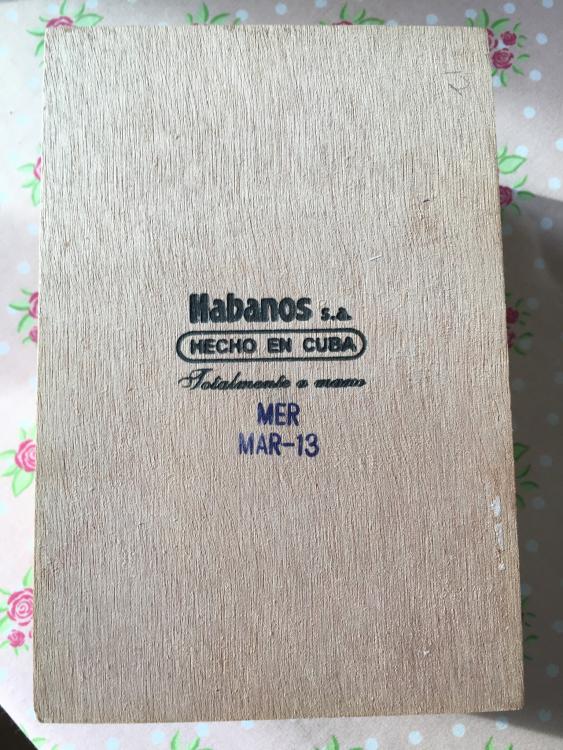 Habanos s.a.
HECHO EN CUBA
Totalmente a mano
MER
MAR-13